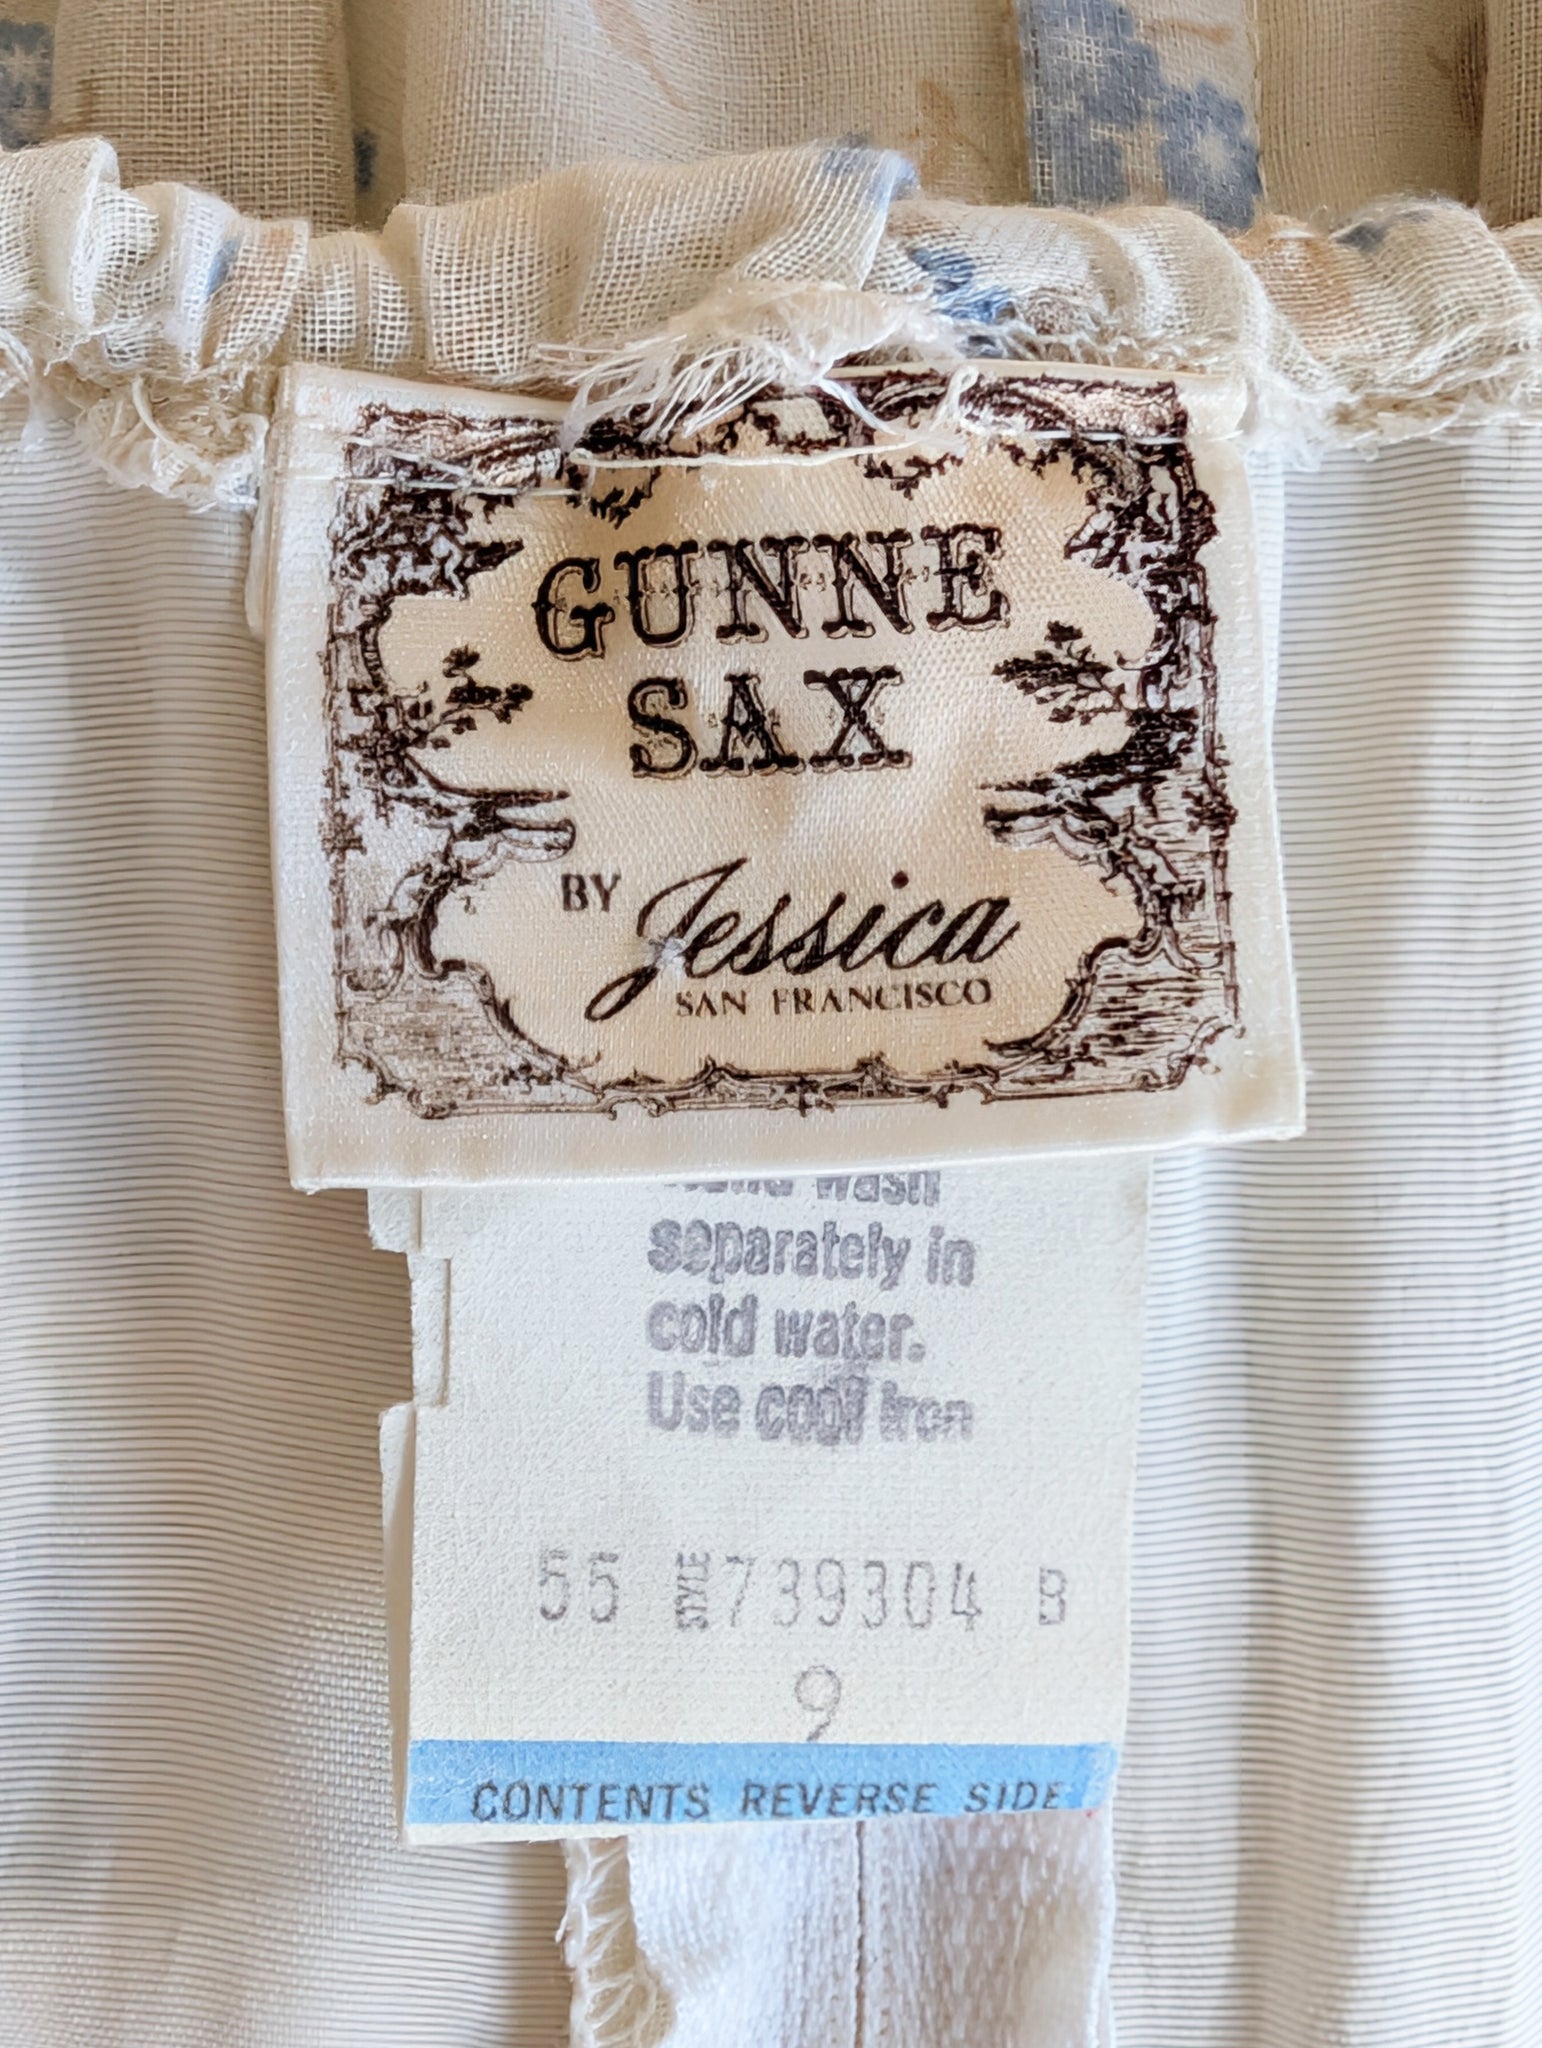 GUNNE
SAX
BY Jessica
SAN FRANCISCO
wash
separately in
cold water.
Use cool iron
55 STYLE 739304 B
9
CONTENTS REVERSE SIDE